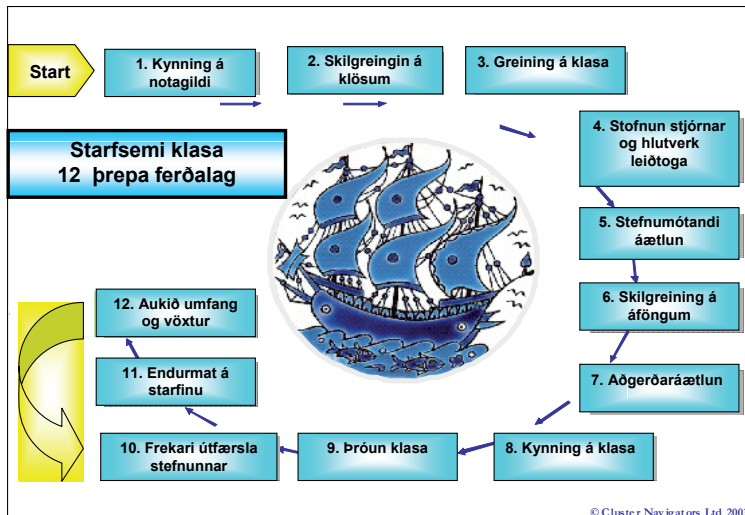 Start
1. Kynning á
notagildi
2. Skilgreingin á
klösum
3. Greining á klasa
4. Stofnun stjórnar
og hlutverk
leiðtoga
Starfsemi klasa
12 þrepa ferðalag
5. Stefnumótandi
áætlun
6. Skilgreining á
áföngum
7. Aðgerðaráætlun
8. Kynning á klasa
9. Þróun klasa
10. Frekari útfærsla
stefnunnar
11. Endurmat á
starfinu
12. Aukið umfang
og vöxtur
© Cluster Navigators Ltd